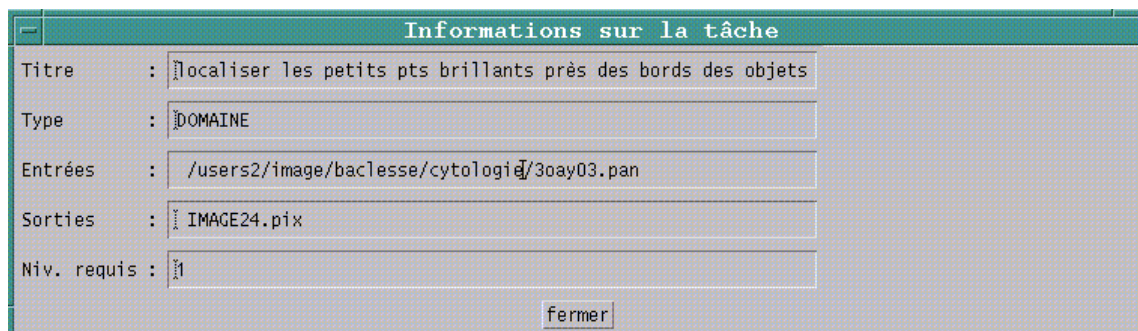 Informations sur la tâche
Titre : localiser les petits pts brillants près des bords des objets
Type : DOMAINE
Entrées : /users2/image/baclesse/cytologie/3oay03.pan
Sorties : IMAGE24.pix
Niv. requis : 1
fermer